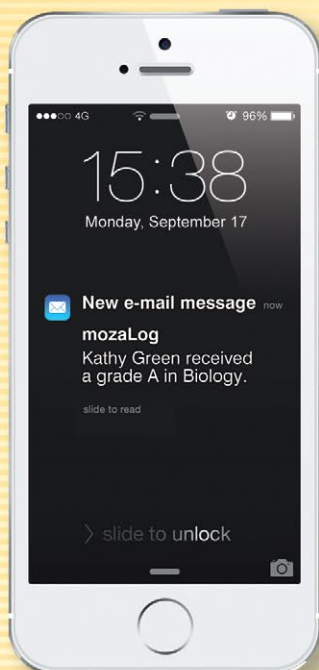 4G 96%
15:38
Monday, September 17
New e-mail message now
mozaLog
Kathy Green received
a grade A in Biology.
slide to read
> slide to unlock